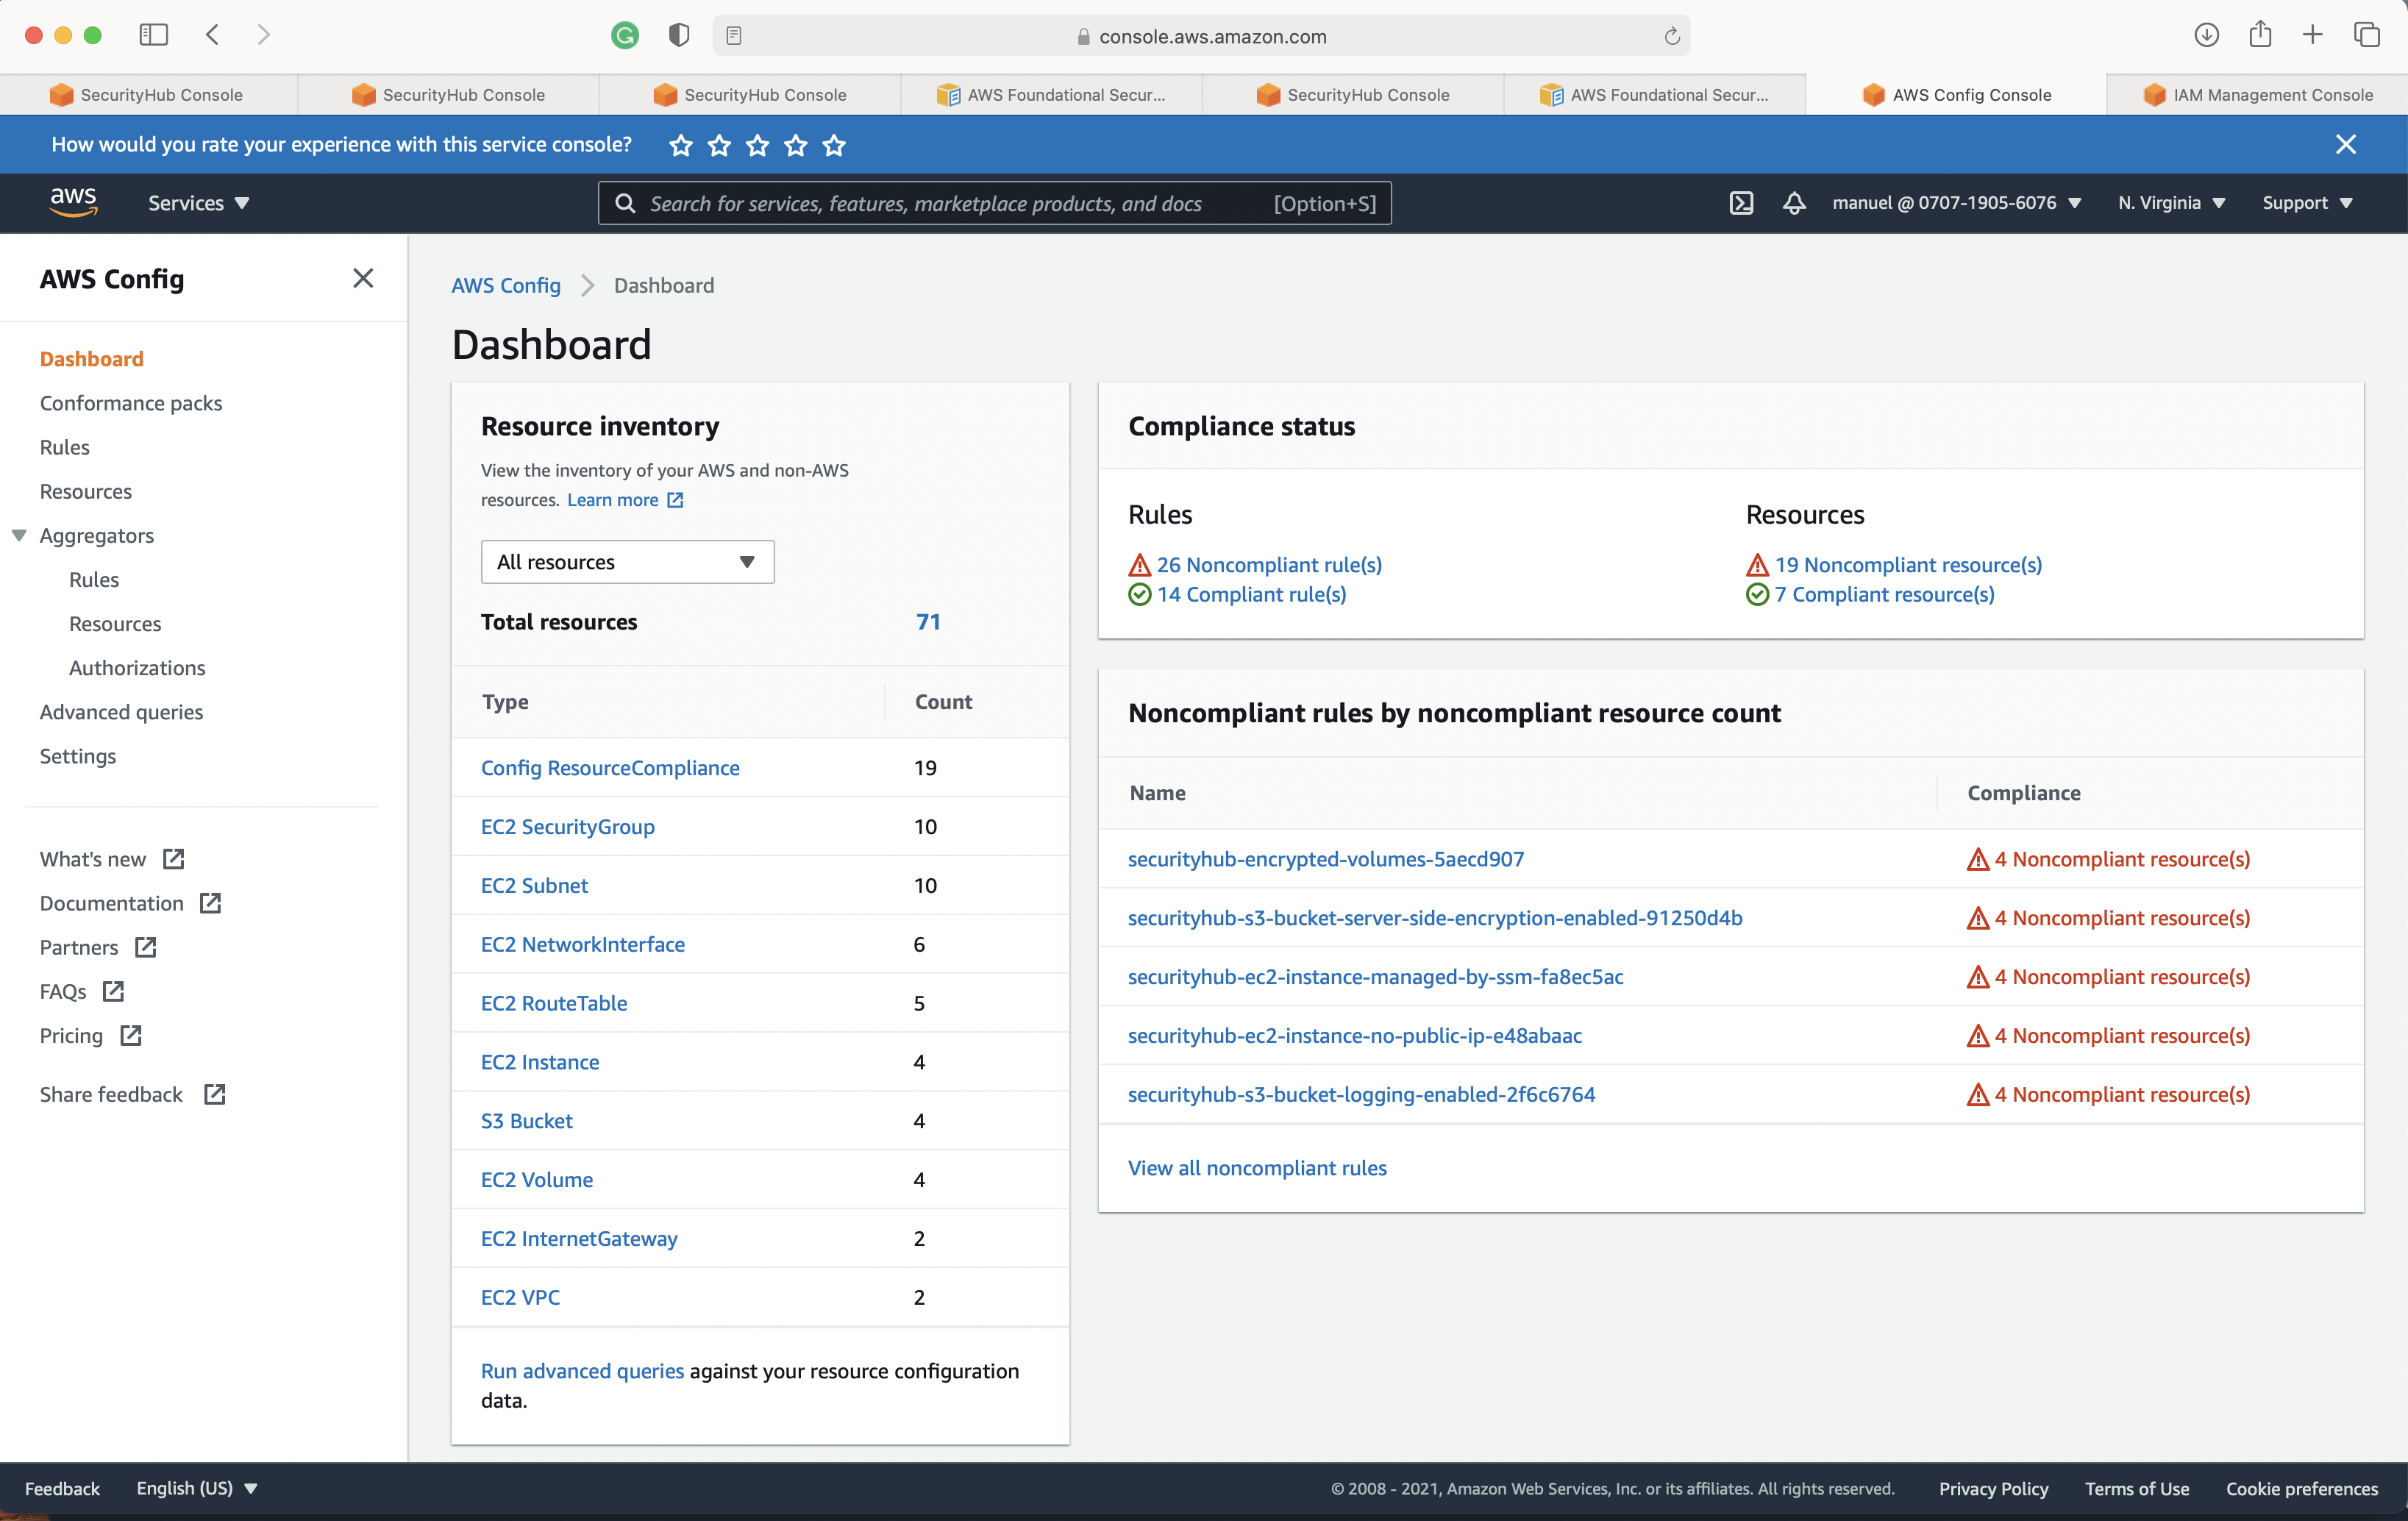 console.aws.amazon.com
SecurityHub Console
SecurityHub Console
SecurityHub Console
AWS Foundational Secur...
SecurityHub Console
AWS Foundational Secur...
AWS Config Console
IAM Management Console
How would you rate your experience with this service console?
aws
Services
Search for services, features, marketplace products, and docs
[Option+S]
manuel @ 0707-1905-6076
N. Virginia
Support
AWS Config
Dashboard
Conformance packs
Rules
Resources
Aggregators
Rules
Resources
Authorizations
Advanced queries
Settings
What's new
Documentation
Partners
FAQs
Pricing
Share feedback
AWS Config
Dashboard
Dashboard
Resource inventory
View the inventory of your AWS and non-AWS
resources. Learn more
All resources
Total resources 71
Type Count
Config ResourceCompliance 19
EC2 SecurityGroup 10
EC2 Subnet 10
EC2 NetworkInterface 6
EC2 RouteTable 5
EC2 Instance 4
S3 Bucket 4
EC2 Volume 4
EC2 InternetGateway 2
EC2 VPC 2
Run advanced queries against your resource configuration
data.
Compliance status
Rules
26 Noncompliant rule(s)
14 Compliant rule(s)
Resources
19 Noncompliant resource(s)
7 Compliant resource(s)
Noncompliant rules by noncompliant resource count
Name Compliance
securityhub-encrypted-volumes-5aecd907 4 Noncompliant resource(s)
securityhub-s3-bucket-server-side-encryption-enabled-91250d4b 4 Noncompliant resource(s)
securityhub-ec2-instance-managed-by-ssm-fa8ec5ac 4 Noncompliant resource(s)
securityhub-ec2-instance-no-public-ip-e48abaac 4 Noncompliant resource(s)
securityhub-s3-bucket-logging-enabled-2f6c6764 4 Noncompliant resource(s)
View all noncompliant rules
Feedback
English (US)
© 2008 - 2021, Amazon Web Services, Inc. or its affiliates. All rights reserved.
Privacy Policy
Terms of Use
Cookie preferences